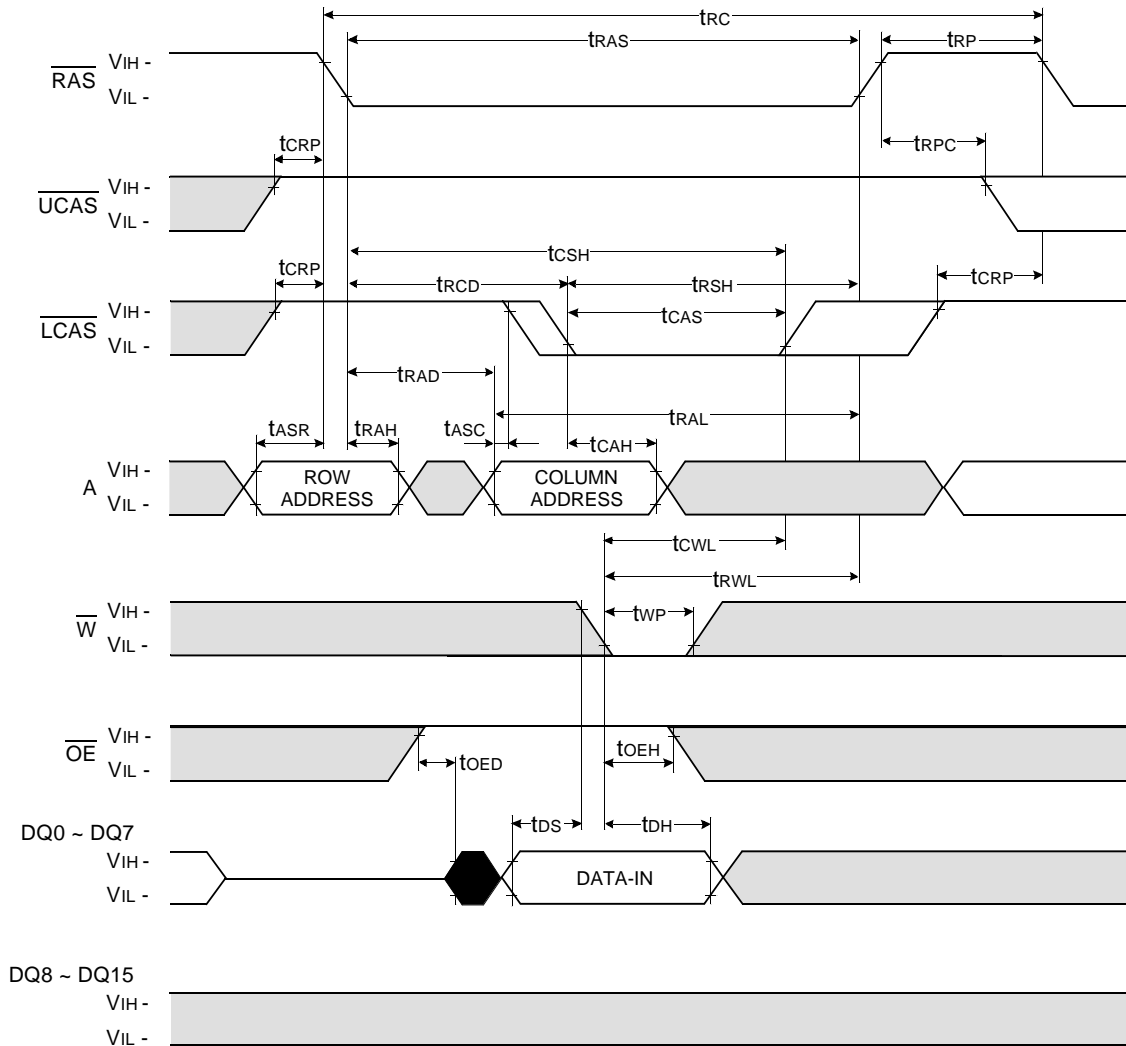 tRC
tRAS tRP
RAS VIH -
VIL -
tCRP tRPC
UCAS VIH -
VIL -
tCSH
tCRP tRCD tRSH tCRP
LCAS VIH -
tCAS
VIL -
tRAD
tRAL
tASR tRAH tASC tCAH
A VIH - ROW COLUMN
VIL - ADDRESS ADDRESS
tCWL
tRWL
W VIH - tWP
VIL -
OE VIH -
VIL - tOED tOEH
DQ0 ~ DQ7 tDS tDH
VIH -
DATA-IN
VIL -
DQ8 ~ DQ15
VIH -
VIL -